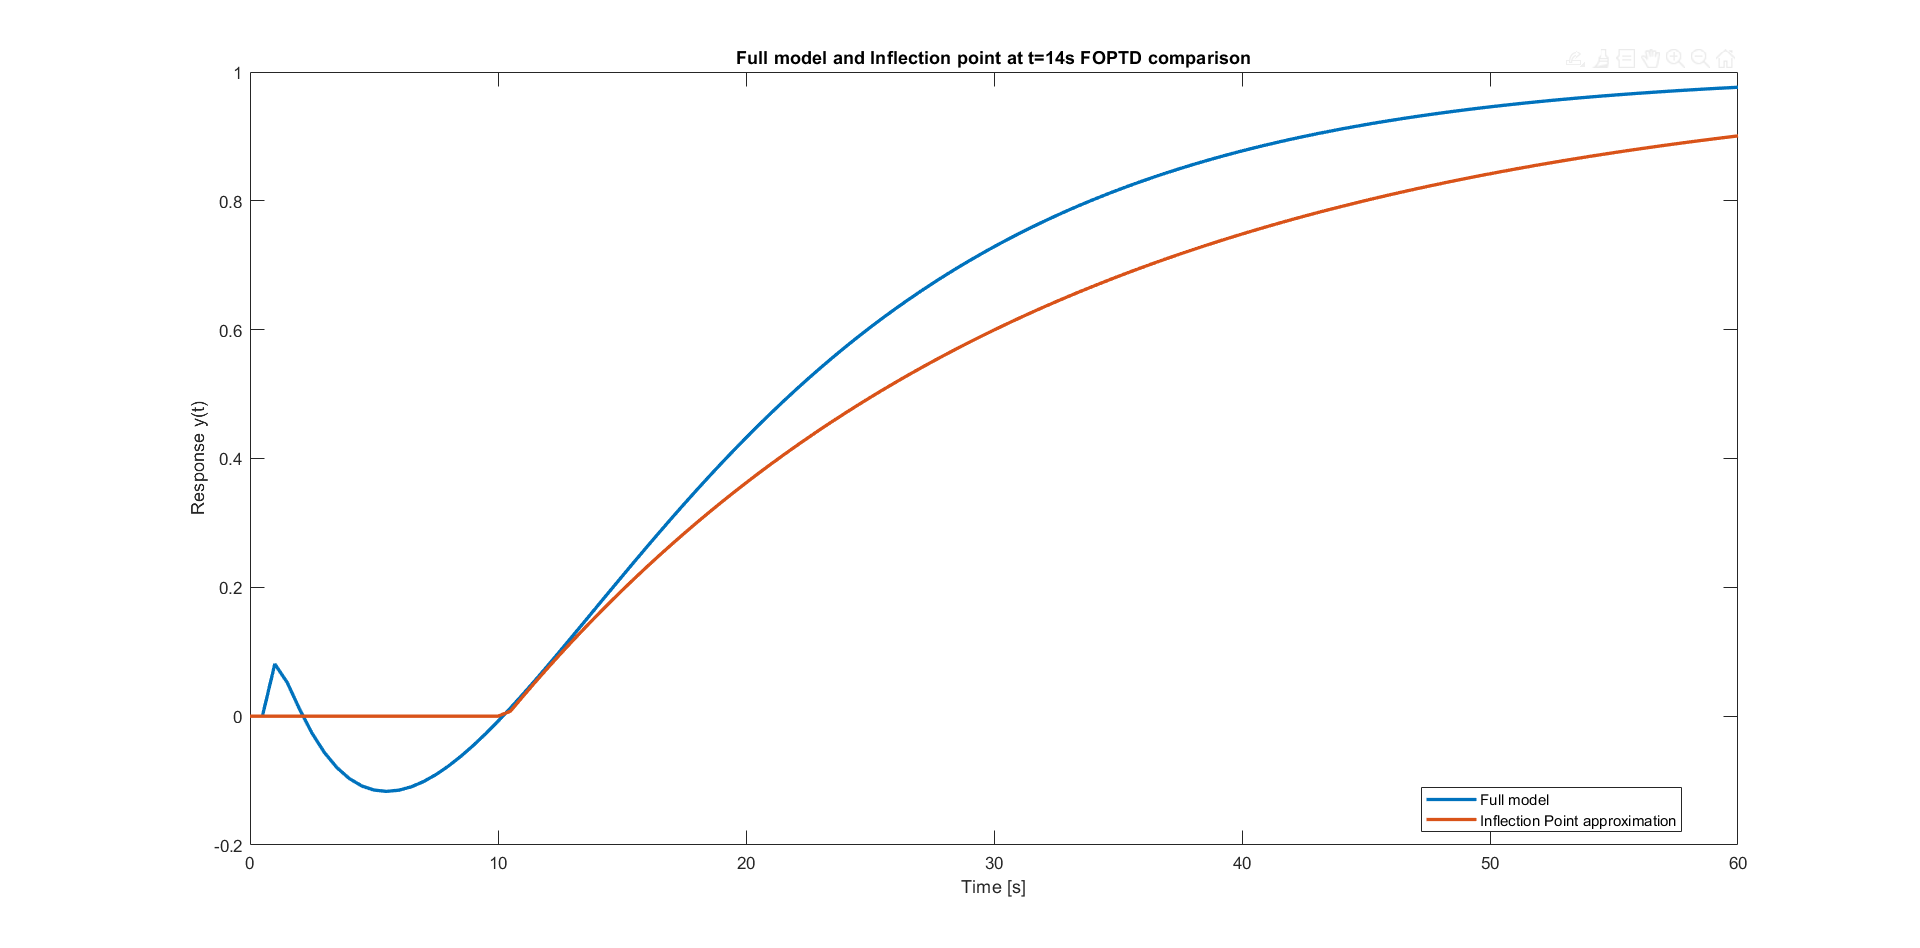 Full model and Inflection point at t=14s FOPTD comparison
1
0.8
0.6
0.4
0.2
0
-0.2
Response y(t)
0 10 20 30 40 50 60
Time [s]
Full model
Inflection Point approximation